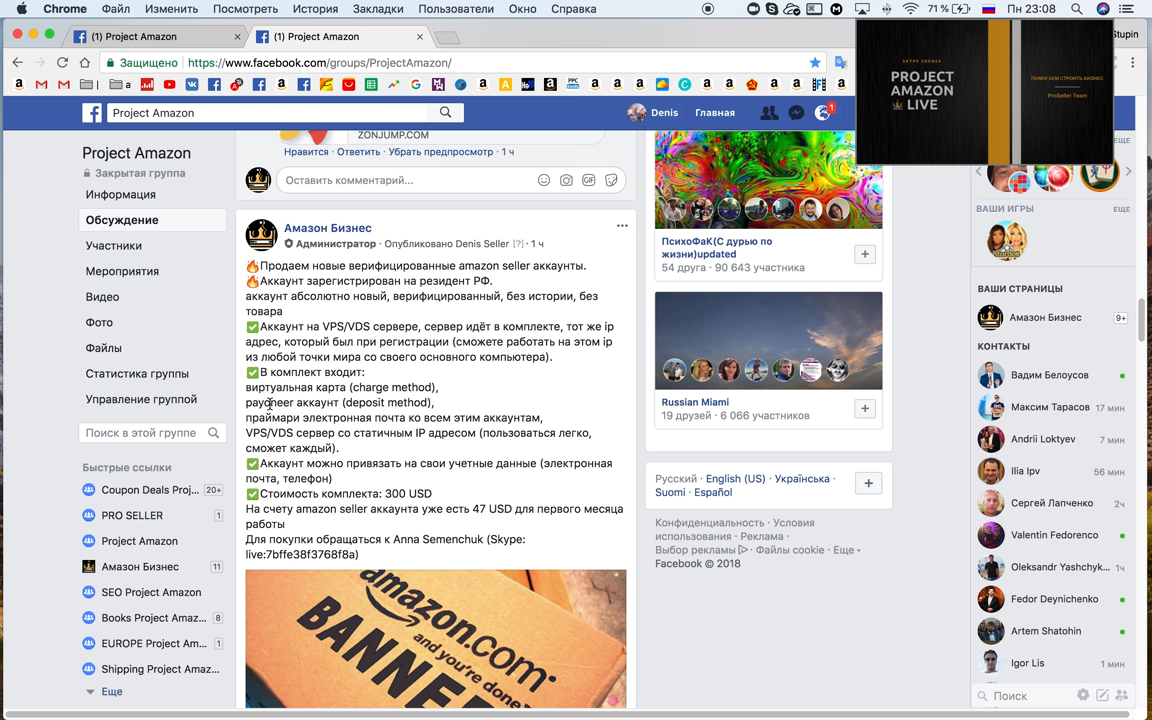 Chrome Файл Изменить Посмотреть История Закладки Пользователи Окно Справка
71 % Пн 23:08
(1) Project Amazon
(1) Project Amazon
Stupin
Защищено https://www.facebook.com/groups/ProjectAmazon/
Project Amazon
Denis Главная
1
SKYPE SDEN44
PROJECT
AMAZON
LIVE
ПОМОГАЕМ СТРОИТЬ БИЗНЕС
ProSeller Team
Project Amazon
Закрытая группа
Информация
Обсуждение
Участники
Мероприятия
Видео
Фото
Файлы
Статистика группы
Управление группой
Поиск в этой группе
Быстрые ссылки
Coupon Deals Proj... 20+
PRO SELLER 1
Project Amazon
Амазон Бизнес 11
SEO Project Amazon
Books Project Amaz... 8
EUROPE Project Am... 1
Shipping Project Amaz...
Еще
ZONJUMP.COM
Нравится · Ответить · Убрать предпросмотр · 1 ч
Оставить комментарий...
GIF
Амазон Бизнес
Администратор · Опубликовано Denis Seller [?] · 1 ч
🔥Продаем новые верифицированные amazon seller аккаунты.
🔥Аккаунт зарегистрирован на резидент РФ.
аккаунт абсолютно новый, верифицированный, без истории, без
товара
✅Аккаунт на VPS/VDS сервере, сервер идёт в комплекте, тот же ip
адрес, который был при регистрации (сможете работать на этом ip
из любой точки мира со своего основного компьютера).
✅В комплект входит:
виртуальная карта (charge method),
payoneer аккаунт (deposit method),
праймари электронная почта ко всем этим аккаунтам,
VPS/VDS сервер со статичным IP адресом (пользоваться легко,
сможет каждый).
✅Аккаунт можно привязать на свои учетные данные (электронная
почта, телефон)
✅Стоимость комплекта: 300 USD
На счету amazon seller аккаунта уже есть 47 USD для первого месяца
работы
Для покупки обращаться к Anna Semenchuk (Skype:
live:7bffe38f3768f8a)
amazon.com
and you're done
BANNE
ПсихоФаК(С дурью по
жизни)updated
54 друга · 90 643 участника
Russian Miami
19 друзей · 6 066 участников
Русский · English (US) · Українська ·
Suomi · Español
Конфиденциальность · Условия
использования · Реклама ·
Выбор рекламы · Файлы cookie · Еще
Facebook © 2018
ЕЩЕ
ВАШИ ИГРЫ ЕЩЕ
ВАШИ СТРАНИЦЫ
Амазон Бизнес 9+
КОНТАКТЫ
Вадим Белоусов
Максим Тарасов 17 мин
Andrii Loktyev 7 мин
Ilia Ipv 56 мин
Сергей Лапченко 2ч
Valentin Fedorenco
Oleksandr Yashchyk... 1ч
Fedor Deynichenko
Artem Shatohin
Igor Lis 1 мин
Поиск